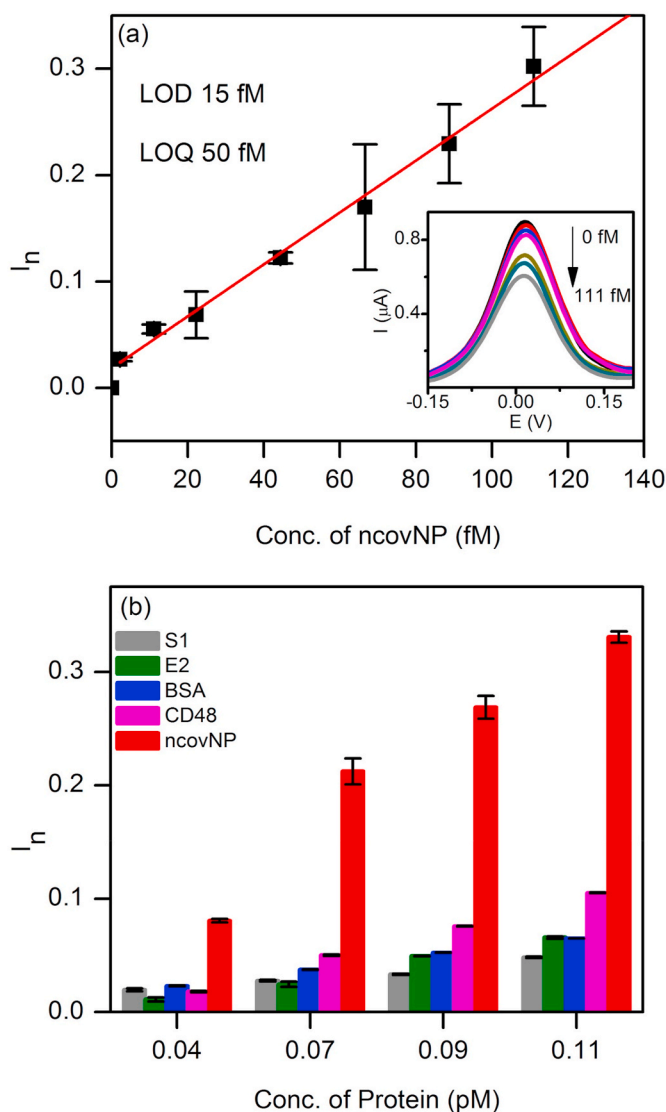 (a)
LOD 15 fM
LOQ 50 fM
0.3
0.2
0.1
0.0
In
0 20 40 60 80 100 120 140
Conc. of ncovNP (fM)
0.8
0.4
I (μA)
0 fM
111 fM
-0.15 0.00 0.15
E (V)
(b)
S1
E2
BSA
CD48
ncovNP
0.3
0.2
0.1
0.0
In
0.04 0.07 0.09 0.11
Conc. of Protein (pM)